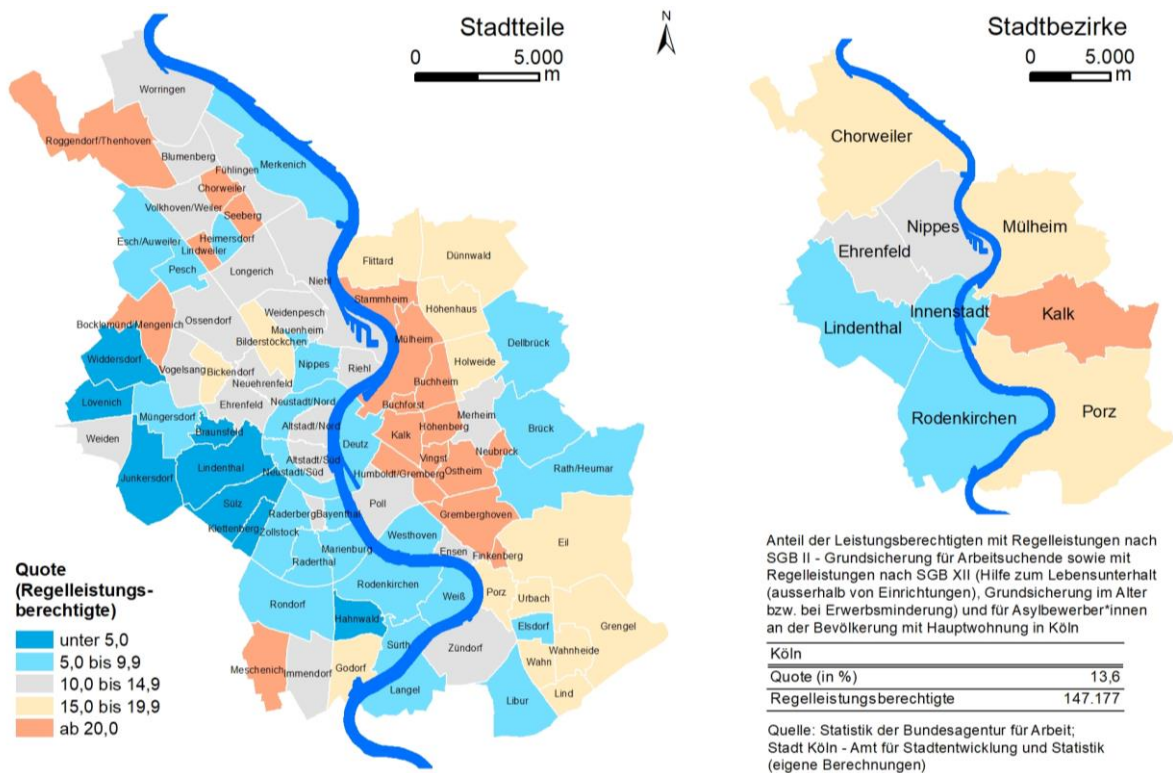 Stadtteile
0 5.000
m
N
Stadtbezirke
0 5.000
m
Worringen
Roggendorf/Thenhoven
Blumenberg
Fühlingen
Merkenich
Chorweiler
Volkhoven/Weiler
Seeberg
Esch/Auweiler
Heimersdorf
Lindweiler
Pesch
Longerich
Niehl
Flittard
Dünnwald
Stammheim
Höhenhaus
Weidenpesch
Ossendorf
Bocklemünd/Mengenich
Mauenheim
Bilderstöckchen
Mülheim
Dellbrück
Widdersdorf
Holweide
Vogelsang
Bickendorf
Nippes
Riehl
Buchheim
Neuehrenfeld
Lövenich
Ehrenfeld
Neustadt/Nord
Buchforst
Merheim
Müngersdorf
Altstadt/Nord
Höhenberg
Brück
Weiden
Braunsfeld
Deutz
Kalk
Neubrück
Altstadt/Süd
Vingst
Lindenthal
Neustadt/Süd
Ostheim
Rath/Heumar
Junkersdorf
Humboldt/Gremberg
Sülz
Poll
Raderberg
Bayenthal
Gremberghoven
Klettenberg
Zollstock
Westhoven
Marienburg
Ensen
Eil
Raderthal
Finkenberg
Rodenkirchen
Rondorf
Weiß
Porz
Urbach
Hahnwald
Elsdorf
Grengel
Sürth
Zündorf
Wahnheide
Meschenich
Immendorf
Godorf
Wahn
Langel
Libur
Lind
Quote
(Regelleistungs-
berechtigte)
unter 5,0
5,0 bis 9,9
10,0 bis 14,9
15,0 bis 19,9
ab 20,0
Chorweiler
Nippes
Mülheim
Ehrenfeld
Innenstadt
Kalk
Lindenthal
Rodenkirchen
Porz
Anteil der Leistungsberechtigten mit Regelleistungen nach
SGB II - Grundsicherung für Arbeitsuchende sowie mit
Regelleistungen nach SGB XII (Hilfe zum Lebensunterhalt
(ausserhalb von Einrichtungen), Grundsicherung im Alter
bzw. bei Erwerbsminderung) und für Asylbewerber*innen
an der Bevölkerung mit Hauptwohnung in Köln
Köln
Quote (in %) 13,6
Regelleistungsberechtigte 147.177
Quelle: Statistik der Bundesagentur für Arbeit;
Stadt Köln - Amt für Stadtentwicklung und Statistik
(eigene Berechnungen)